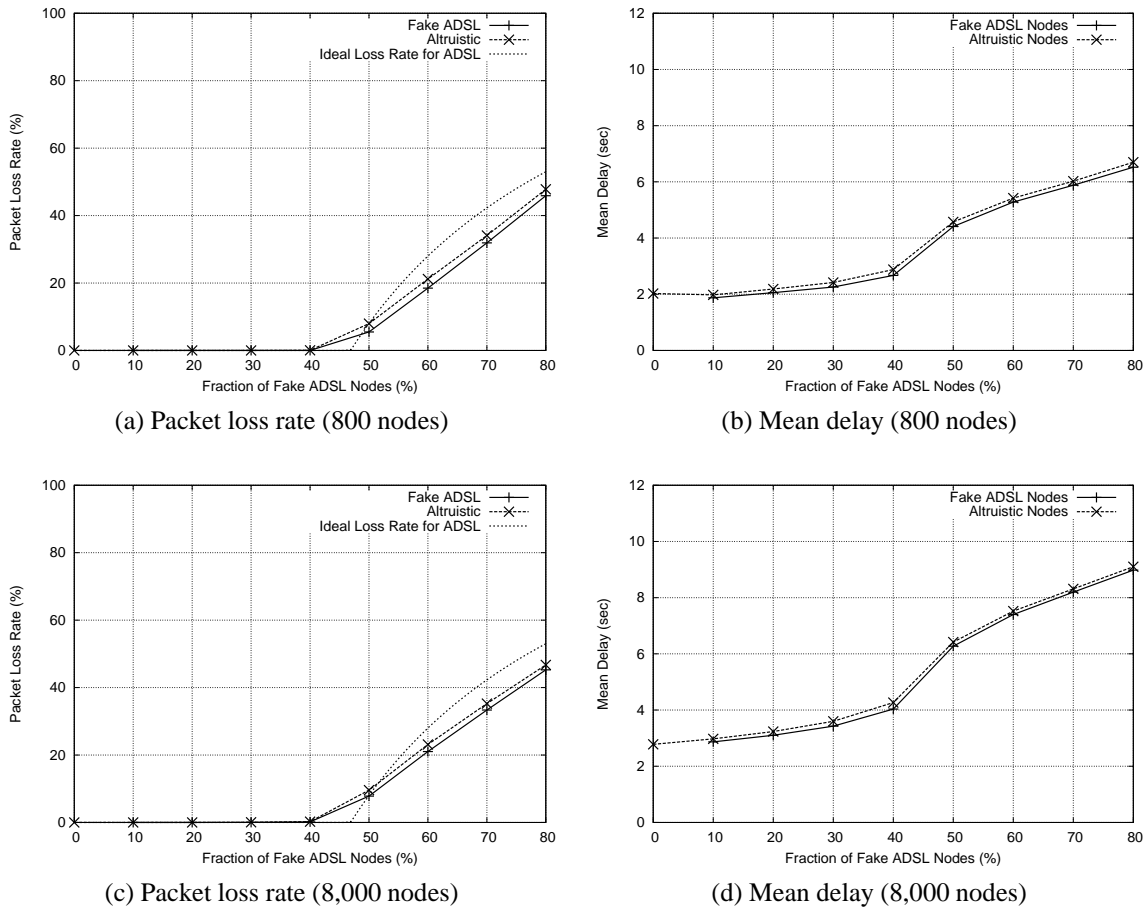 Packet Loss Rate (%)
100
80
60
40
20
0
Fake ADSL
Altruistic
Ideal Loss Rate for ADSL
0 10 20 30 40 50 60 70 80
Fraction of Fake ADSL Nodes (%)
(a) Packet loss rate (800 nodes)
Mean Delay (sec)
12
10
8
6
4
2
0
Fake ADSL Nodes
Altruistic Nodes
0 10 20 30 40 50 60 70 80
Fraction of Fake ADSL Nodes (%)
(b) Mean delay (800 nodes)
Packet Loss Rate (%)
100
80
60
40
20
0
Fake ADSL
Altruistic
Ideal Loss Rate for ADSL
0 10 20 30 40 50 60 70 80
Fraction of Fake ADSL Nodes (%)
(c) Packet loss rate (8,000 nodes)
Mean Delay (sec)
12
10
8
6
4
2
0
Fake ADSL Nodes
Altruistic Nodes
0 10 20 30 40 50 60 70 80
Fraction of Fake ADSL Nodes (%)
(d) Mean delay (8,000 nodes)